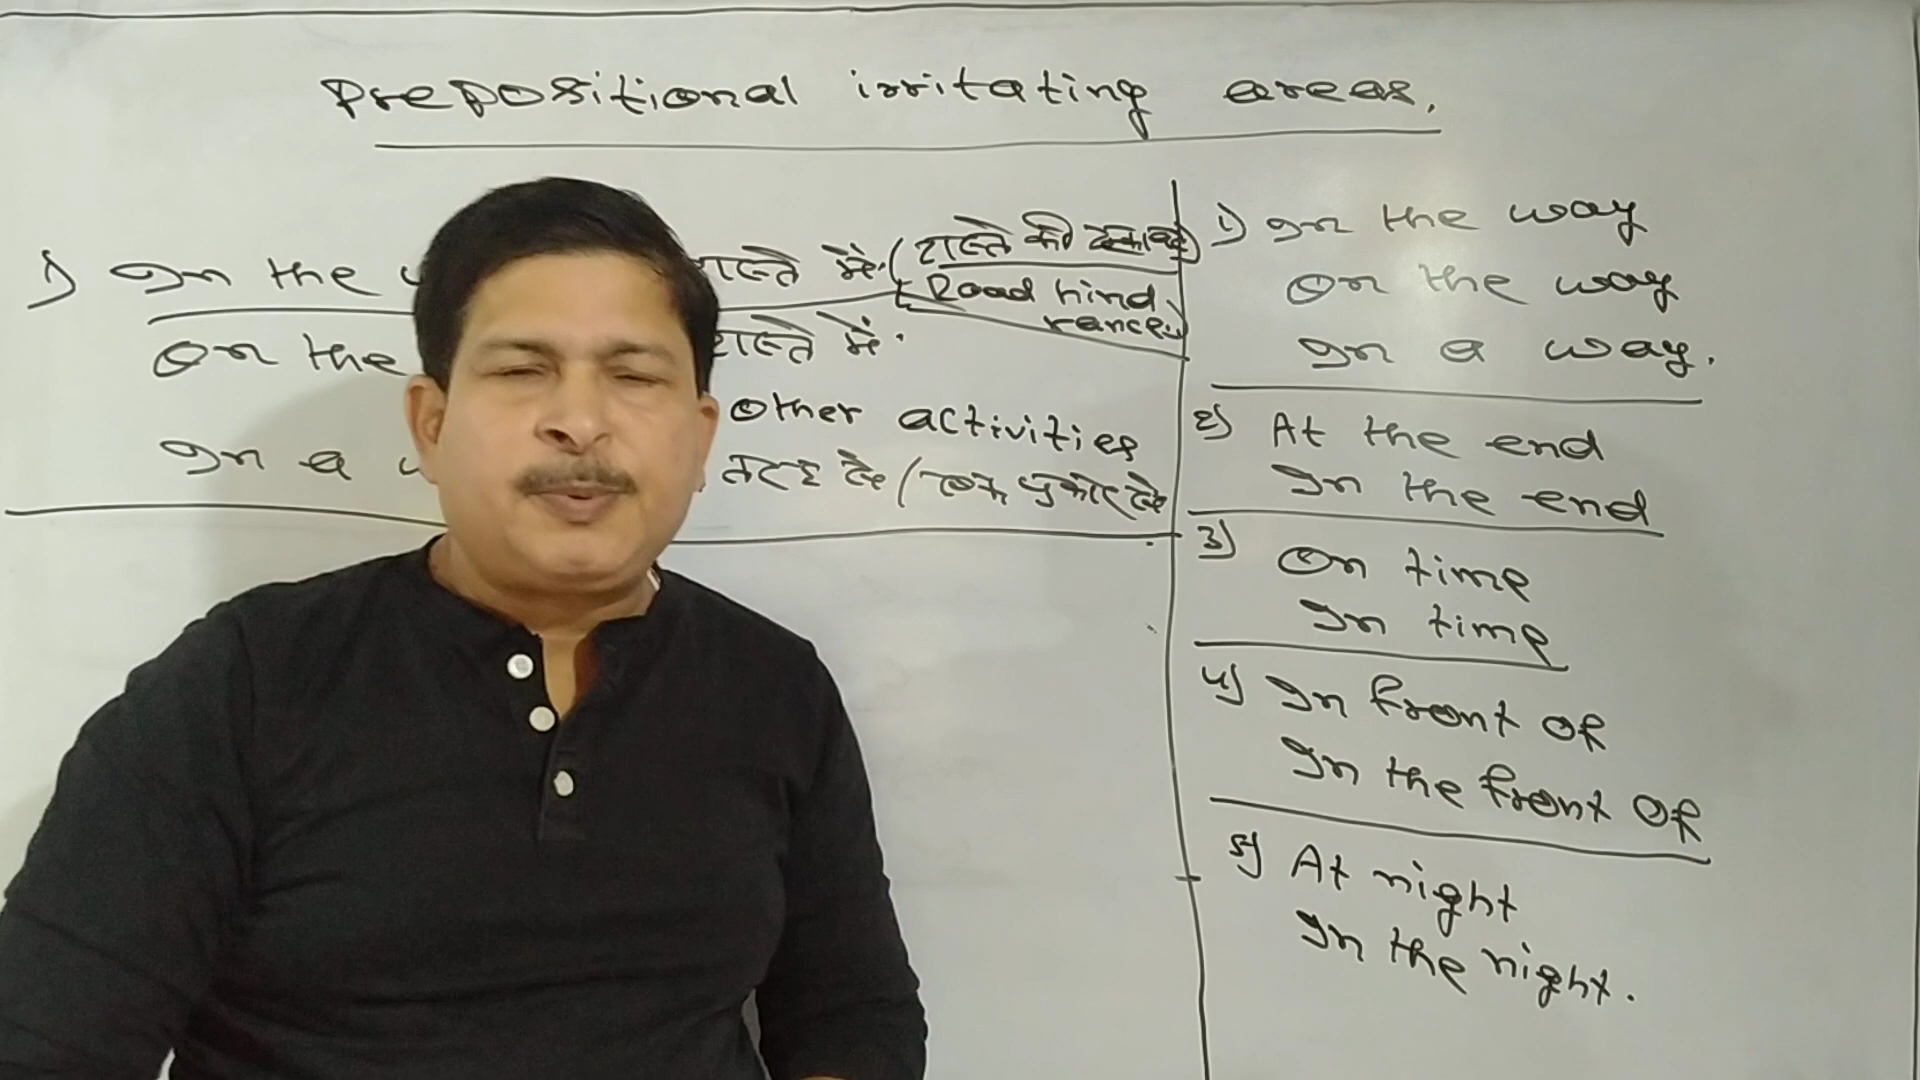 Prepositional irritating areas.
1) In the रास्ते में. (रास्ते की रुकावट)
(Road hind
rance)
On the रास्ते में.
other activities
In a तरह से (एक प्रकार से
1) In the way
On the way
In a way.
2) At the end
In the end
3) On time
In time
4) In front of
In the front of
5) At night
In the night.